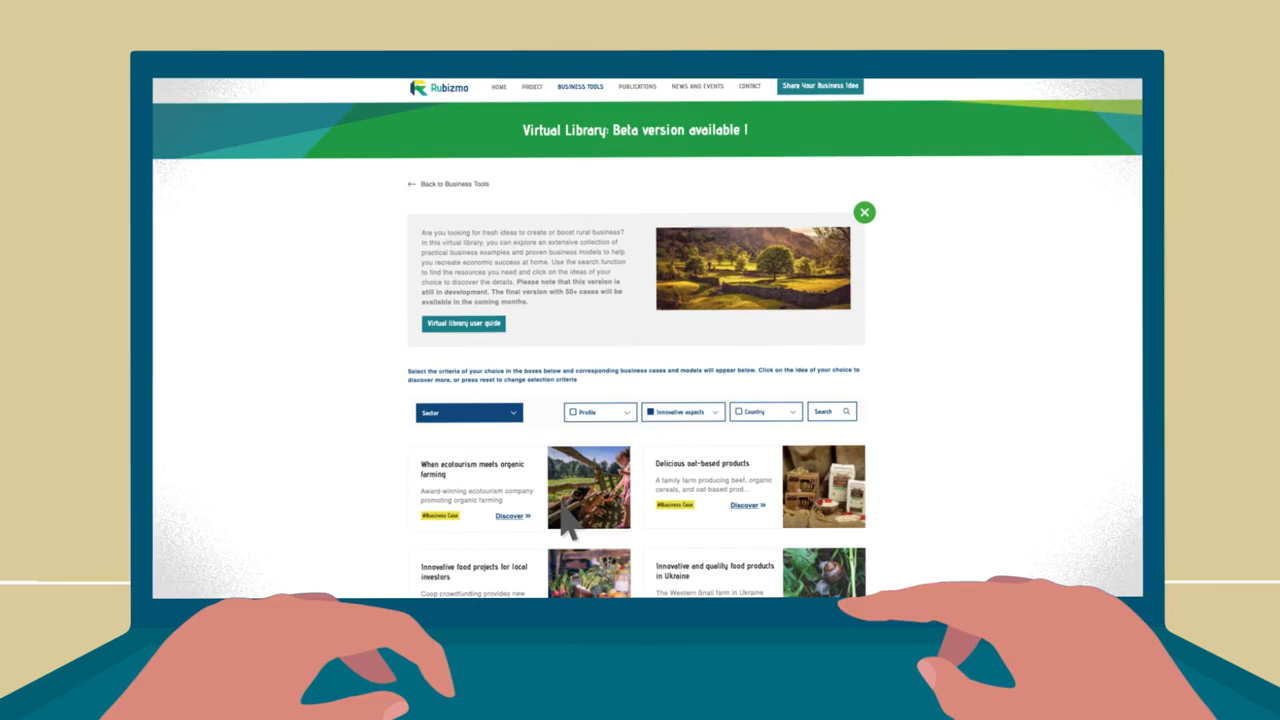 Rubizmo
HOME PROJECT BUSINESS TOOLS PUBLICATIONS NEWS AND EVENTS CONTACT Share Your Business Idea
Virtual Library: Beta version available !
← Back to Business Tools
Are you looking for fresh ideas to create or boost rural business?
In this virtual library, you can explore an extensive collection of
practical business examples and proven business models to help
you recreate economic success at home. Use the search function
to find the resources you need and click on the ideas of your
choice to discover the details. Please note that this version is
still in development. The final version with 50+ cases will be
available in the coming months.
Virtual library user guide
Select the criteria of your choice in the boxes below and corresponding business cases and models will appear below. Click on the idea of your choice to
discover more, or press reset to change selection criteria
Sector Profile Innovative aspects Country Search
When ecotourism meets organic
farming
Award-winning ecotourism company
promoting organic farming
#Business Case Discover »
Delicious oat-based products
A family farm producing beef, organic
cereals, and oat-based prod...
#Business Case Discover »
Innovative food projects for local
investors
Coop crowdfunding provides new
Innovative and quality food products
in Ukraine
The Western Snail farm in Ukraine